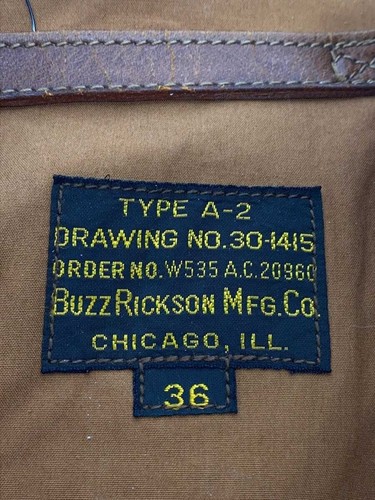 TYPE A-2
DRAWING NO.30-1415
ORDER NO. W535 A.C.20960
BUZZ RICKSON MFG.CO.
CHICAGO, ILL.
36